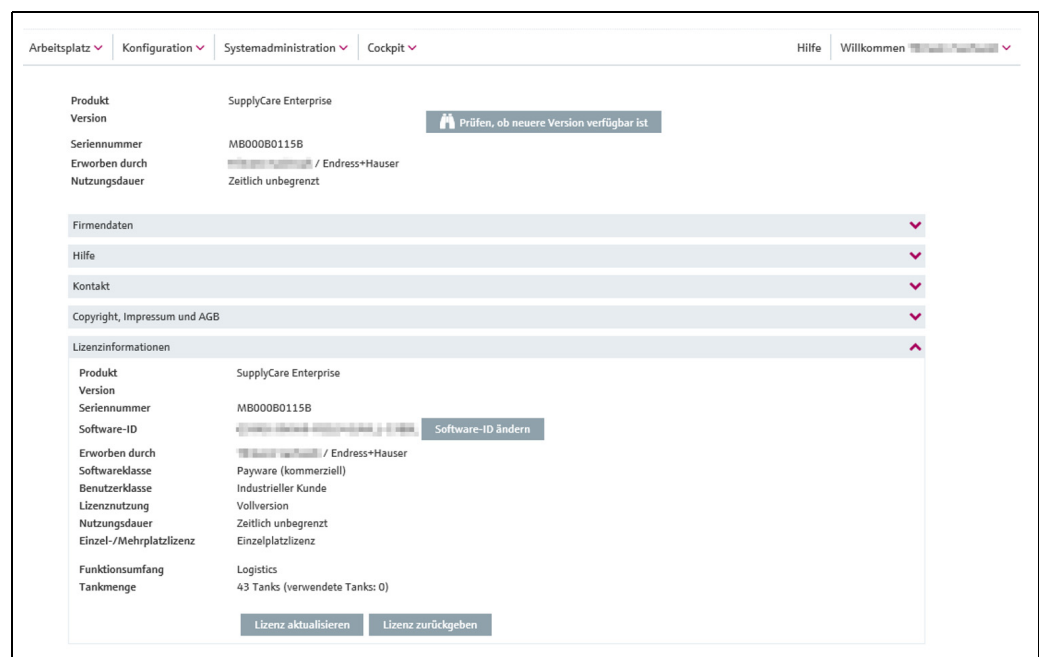 Arbeitsplatz Konfiguration Systemadministration Cockpit Hilfe Willkommen
Produkt SupplyCare Enterprise
Version Prüfen, ob neuere Version verfügbar ist
Seriennummer MB000B0115B
Erworben durch / Endress+Hauser
Nutzungsdauer Zeitlich unbegrenzt
Firmendaten
Hilfe
Kontakt
Copyright, Impressum und AGB
Lizenzinformationen
Produkt SupplyCare Enterprise
Version
Seriennummer MB000B0115B
Software-ID Software-ID ändern
Erworben durch / Endress+Hauser
Softwareklasse Payware (kommerziell)
Benutzerklasse Industrieller Kunde
Lizenznutzung Vollversion
Nutzungsdauer Zeitlich unbegrenzt
Einzel-/Mehrplatzlizenz Einzelplatzlizenz
Funktionsumfang Logistics
Tankmenge 43 Tanks (verwendete Tanks: 0)
Lizenz aktualisieren Lizenz zurückgeben